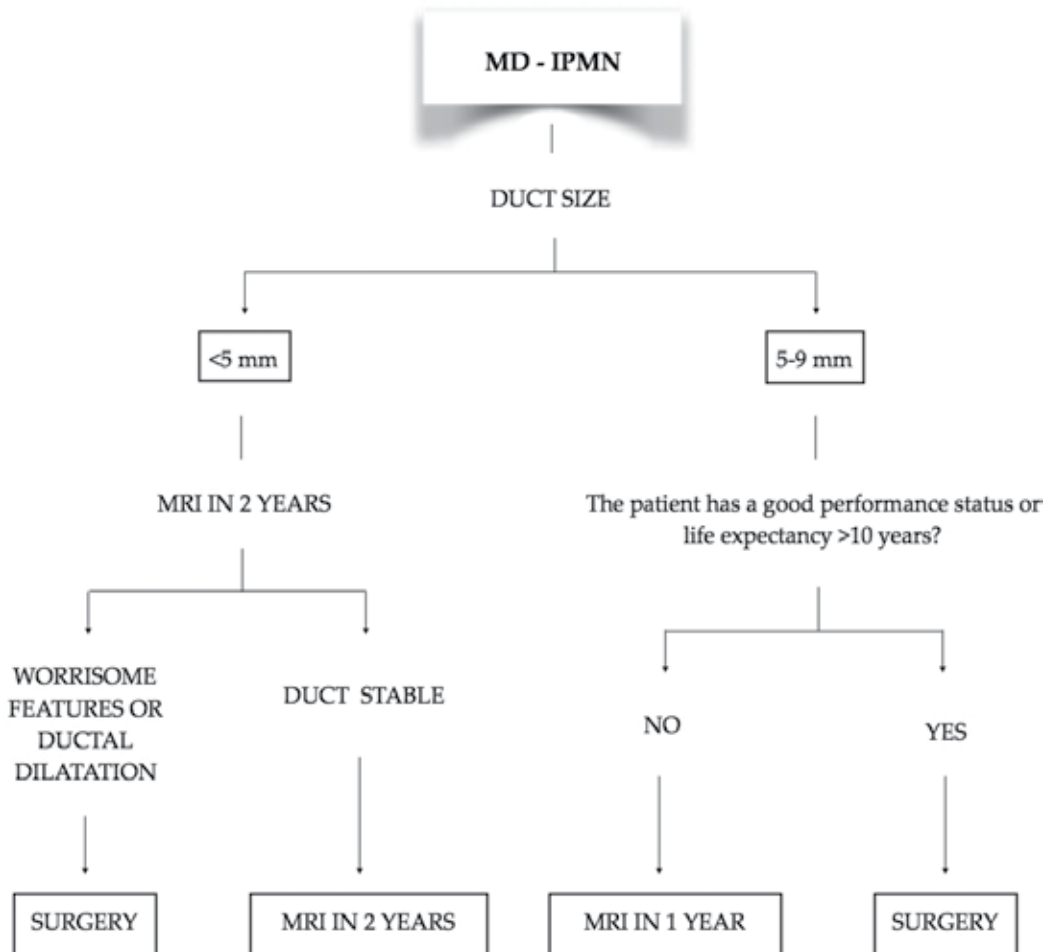 MD - IPMN
DUCT SIZE
<5 mm
5-9 mm
MRI IN 2 YEARS
The patient has a good performance status or
life expectancy >10 years?
WORRISOME
FEATURES OR
DUCTAL
DILATATION
DUCT STABLE
NO
YES
SURGERY
MRI IN 2 YEARS
MRI IN 1 YEAR
SURGERY